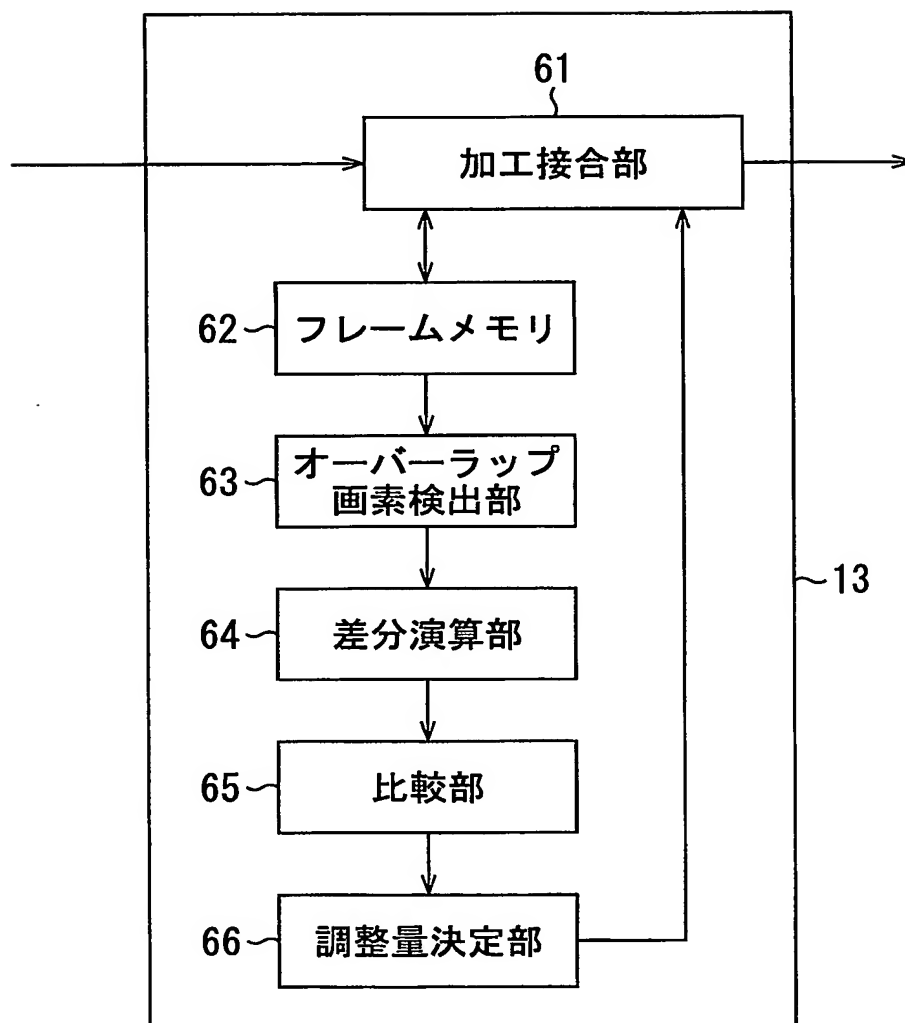 61
加工接合部
62
フレームメモリ
63
オーバーラップ
画素検出部
13
64
差分演算部
65
比較部
66
調整量決定部